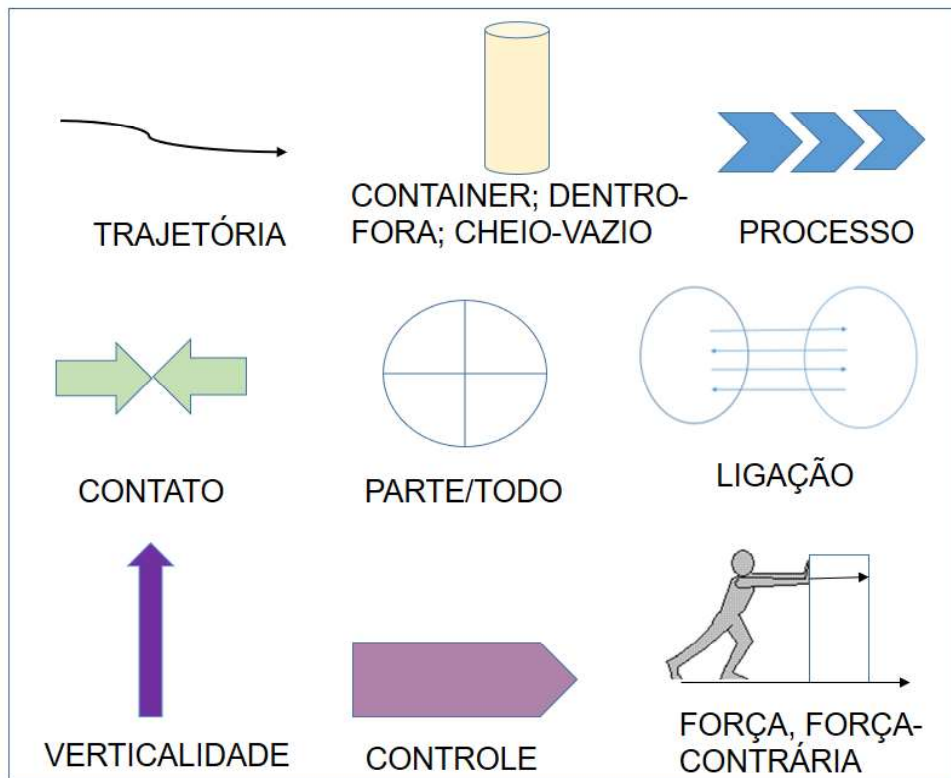 TRAJETÓRIA
CONTAINER; DENTRO-
FORA; CHEIO-VAZIO
PROCESSO
CONTATO
PARTE/TODO
LIGAÇÃO
VERTICALIDADE
CONTROLE
FORÇA, FORÇA-
CONTRÁRIA